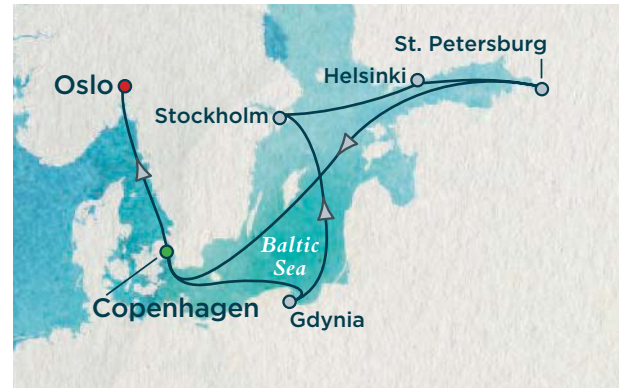 St. Petersburg
Helsinki
Oslo
Stockholm
Baltic
Sea
Copenhagen
Gdynia